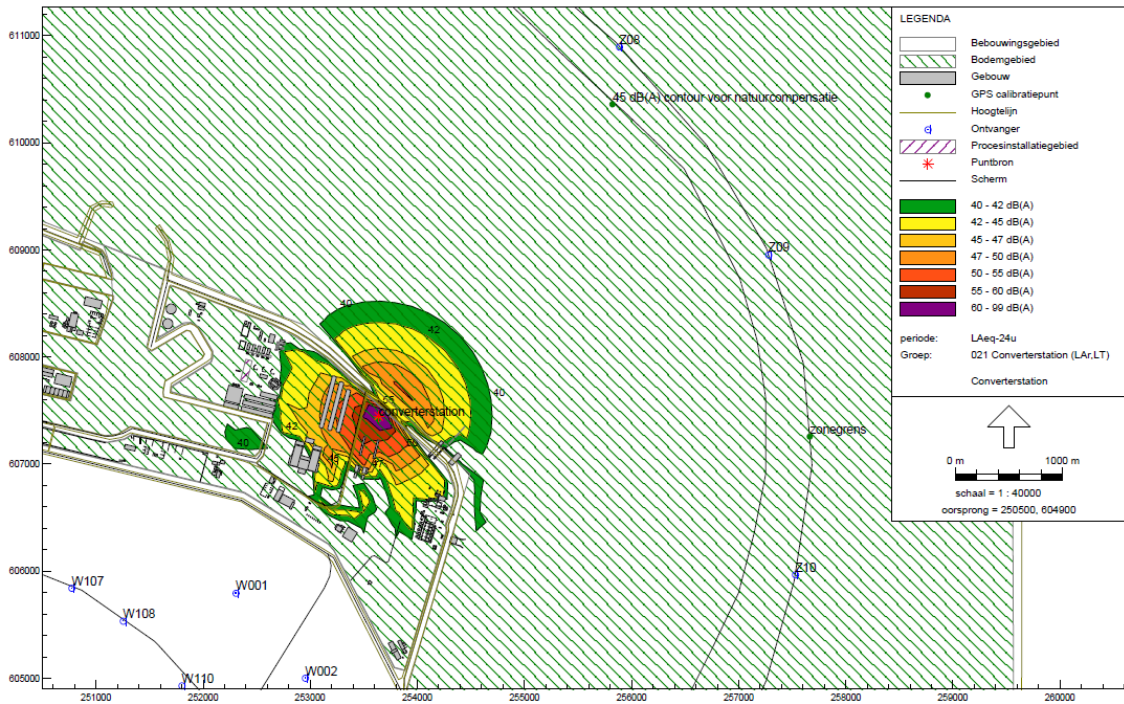 611000
610000
609000
608000
607000
606000
605000
251000
252000
253000
254000
255000
256000
257000
258000
259000
260000
Z08
45 dB(A) contour voor natuurcompensatie
Z09
40
42
40
55
converterstation
42
40
47
zonegrens
Z10
W107
W108
W001
W002
W110
LEGENDA
Bebouwingsgebied
Bodemgebied
Gebouw
GPS calibratiepunt
Hoogtelijn
Ontvanger
Procesinstallatiegebied
Puntbron
Scherm
40 - 42 dB(A)
42 - 45 dB(A)
45 - 47 dB(A)
47 - 50 dB(A)
50 - 55 dB(A)
55 - 60 dB(A)
60 - 99 dB(A)
periode: LAeq-24u
Groep: 021 Converterstation (LAr,LT)
Converterstation
0 m 1000 m
schaal = 1 : 40000
oorsprong = 250500, 604900